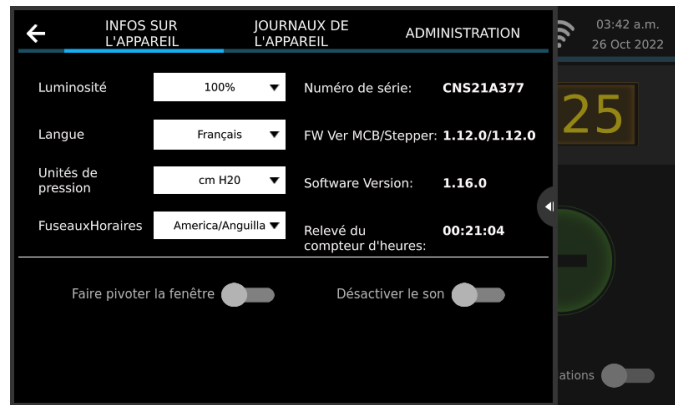 INFOS SUR
L'APPAREIL
JOURNAUX DE
L'APPAREIL
ADMINISTRATION
03:42 a.m.
26 Oct 2022
Luminosité
100%
Numéro de série:
CNS21A377
25
Langue
Français
FW Ver MCB/Stepper:
1.12.0/1.12.0
Unités de
pression
cm H20
Software Version:
1.16.0
FuseauxHoraires
America/Anguilla
Relevé du
compteur d'heures:
00:21:04
Faire pivoter la fenêtre
Désactiver le son
ations